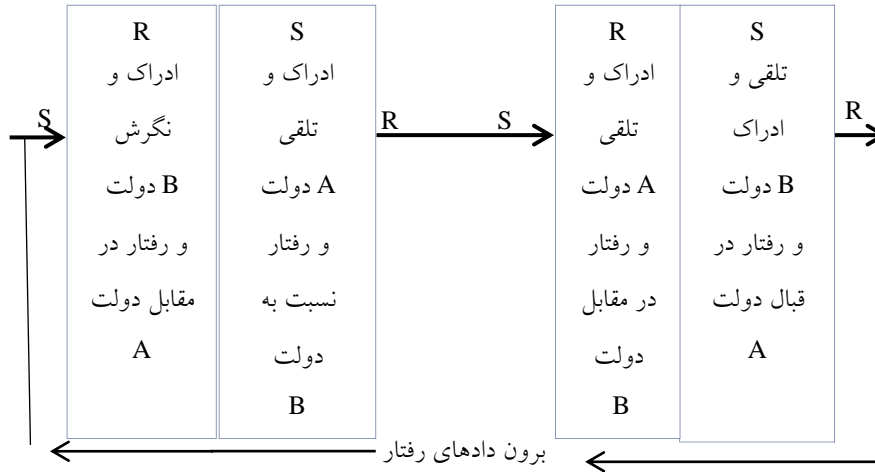 R
ادراک و
نگرش
دولت B
و رفتار در
مقابل دولت
A
S
ادراک و
تلقی
دولت A
و رفتار
نسبت به
دولت
B
R
ادراک و
تلقی
دولت A
و رفتار
در مقابل
دولت
B
S
تلقی و
ادراک
دولت B
و رفتار در
قبال دولت
A
S
R
S
R
برون دادهای رفتار